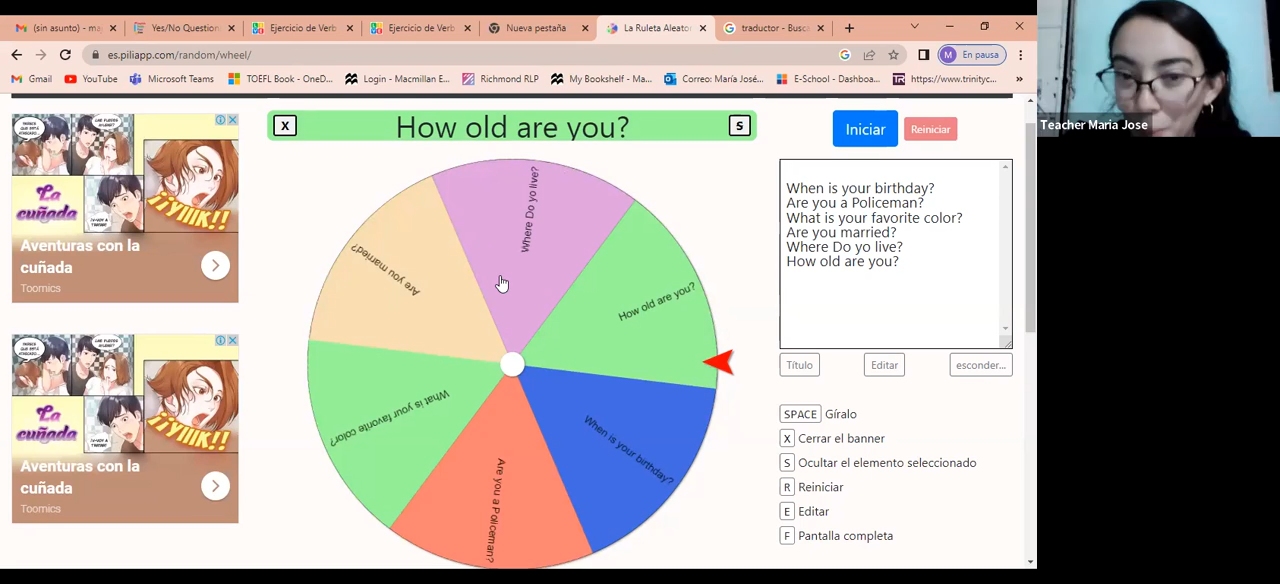 (sin asunto) - ma
Yes/No Question
Ejercicio de Verb
Ejercicio de Verb
Nueva pestaña
La Ruleta Aleato
traductor - Busca
es.piliapp.com/random/wheel/
En pausa
Gmail
YouTube
Microsoft Teams
TOEFL Book - OneD...
Login - Macmillan E...
Richmond RLP
My Bookshelf - Ma...
Correo: María José...
E-School - Dashboa...
https://www.trinityc...
Teacher Maria Jose
X
How old are you?
S
Iniciar
Reiniciar
La cuñada
¡¡YIIIK!!
Aventuras con la
cuñada
Toomics
La cuñada
¡¡YIIIK!!
Aventuras con la
cuñada
Toomics
Where Do yo live?
How old are you?
When is your birthday?
Are you a Policeman?
What is your favorite color?
Are you married?
When is your birthday?
Are you a Policeman?
What is your favorite color?
Are you married?
Where Do yo live?
How old are you?
Título
Editar
esconder...
SPACE Gíralo
X Cerrar el banner
S Ocultar el elemento seleccionado
R Reiniciar
E Editar
F Pantalla completa